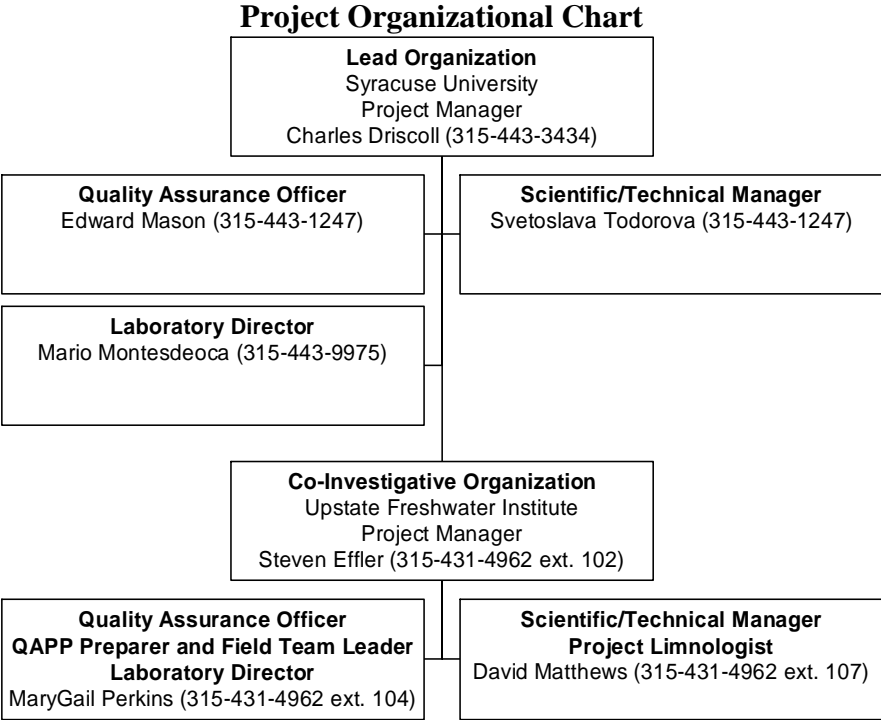 Project Organizational Chart
Lead Organization
Syracuse University
Project Manager
Charles Driscoll (315-443-3434)
Quality Assurance Officer
Edward Mason (315-443-1247)
Scientific/Technical Manager
Svetoslava Todorova (315-443-1247)
Laboratory Director
Mario Montesdeoca (315-443-9975)
Co-Investigative Organization
Upstate Freshwater Institute
Project Manager
Steven Effler (315-431-4962 ext. 102)
Quality Assurance Officer
QAPP Preparer and Field Team Leader
Laboratory Director
MaryGail Perkins (315-431-4962 ext. 104)
Scientific/Technical Manager
Project Limnologist
David Matthews (315-431-4962 ext. 107)